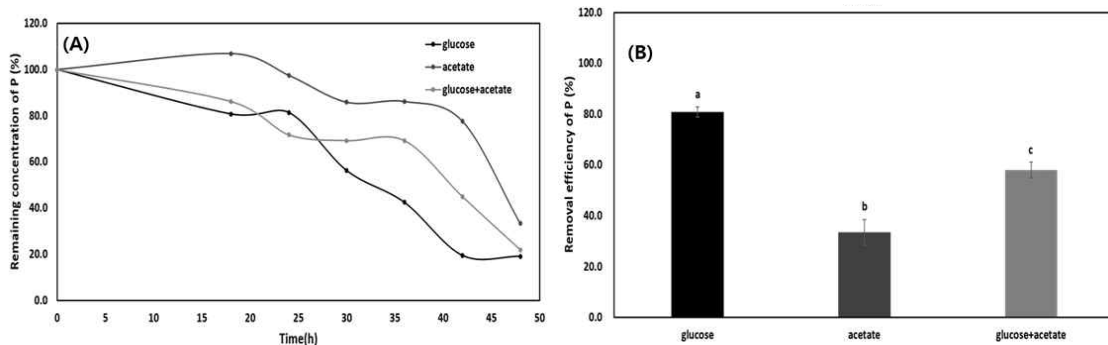 120.0
(A)
glucose
acetate
glucose+acetate
100.0
80.0
60.0
40.0
20.0
0.0
0
5
10
15
20
25
30
35
40
45
50
Remaining concentration of P (%)
Time(h)
120.0
(B)
100.0
80.0
60.0
40.0
20.0
0.0
a
b
c
Removal efficiency of P (%)
glucose
acetate
glucose+acetate